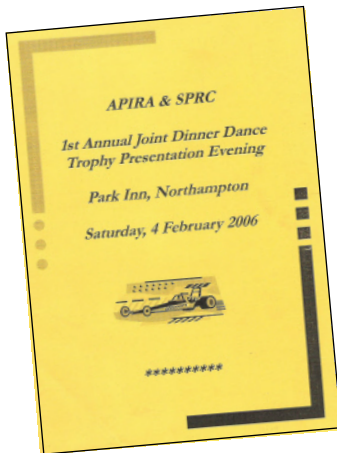 APIRA & SPRC
1st Annual Joint Dinner Dance
Trophy Presentation Evening
Park Inn, Northampton
Saturday, 4 February 2006
**********